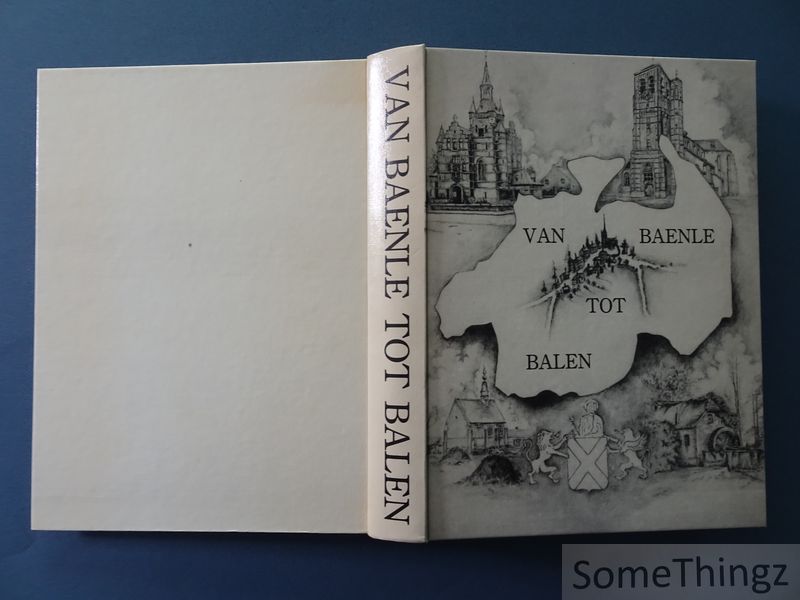 VAN BAENLE TOT BALEN
VAN BAENLE
TOT
BALEN
SomeThingz